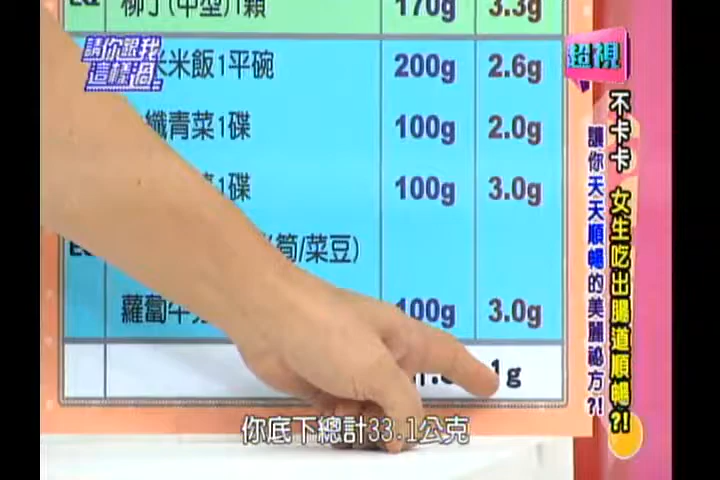 柳丁(中型)1顆 170g 3.3g
請你跟我
這樣過
超視
米飯1平碗 200g 2.6g
纖青菜1碟 100g 2.0g
1碟 100g 3.0g
筍/菜豆)
蘿蔔牛 100g 3.0g
1g
不卡卡 女生吃出腸道順暢?!
讓你天天順暢的美麗祕方?!
你底下總計33.1公克